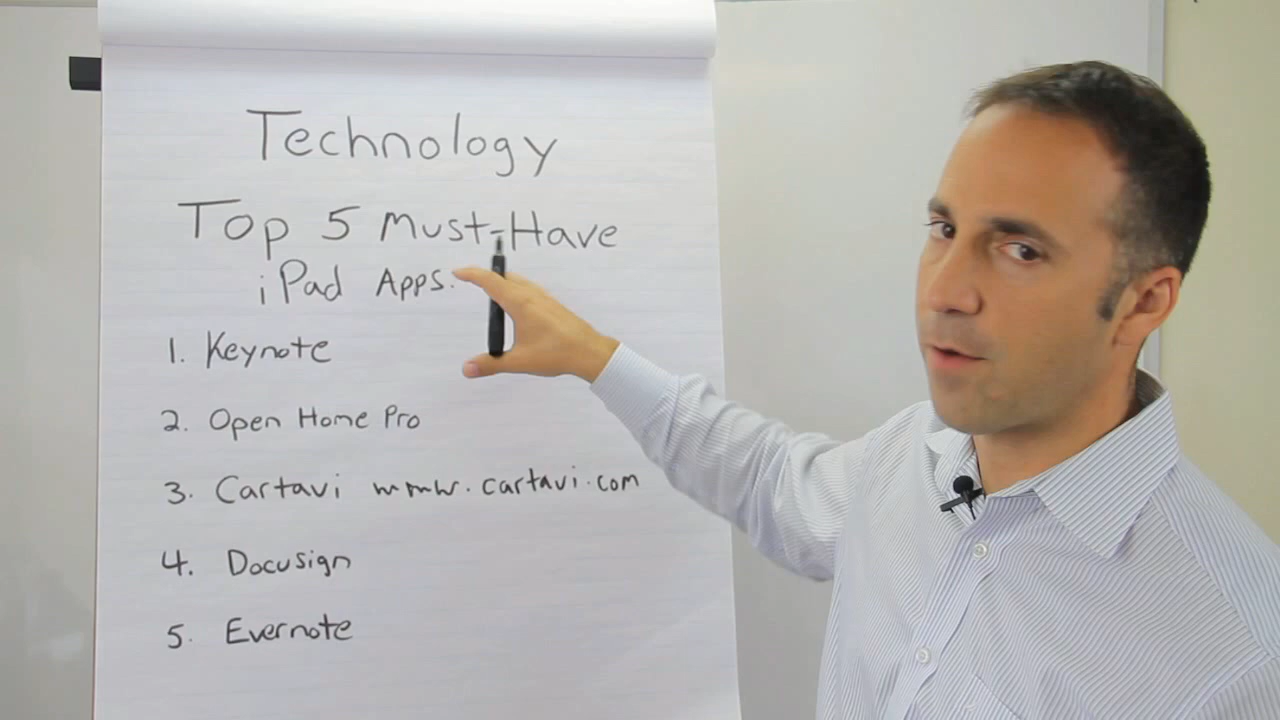 Technology
Top 5 Must-Have
iPad Apps:
1. Keynote
2. Open Home Pro
3. Cartavi www.cartavi.com
4. Docusign
5. Evernote